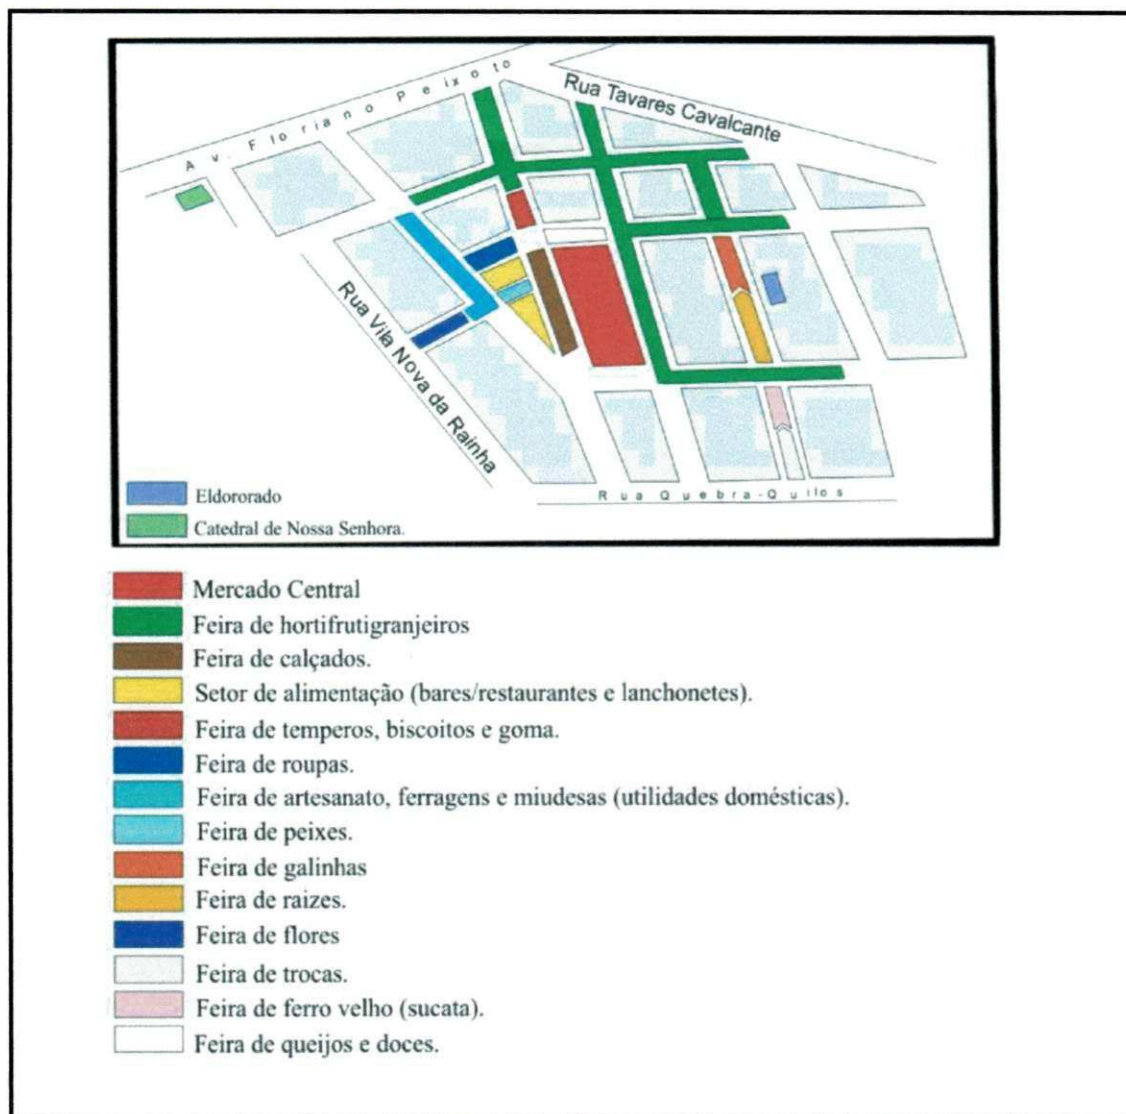 Av. Floriano Peixoto
Rua Tavares Cavalcante
Rua Vila Nova da Rainha
Rua Quebra-Quilos
Eldororado
Catedral de Nossa Senhora.
Mercado Central
Feira de hortifrutigranjeiros
Feira de calçados.
Setor de alimentação (bares/restaurantes e lanchonetes).
Feira de temperos, biscoitos e goma.
Feira de roupas.
Feira de artesanato, ferragens e miudesas (utilidades domésticas).
Feira de peixes.
Feira de galinhas
Feira de raizes.
Feira de flores
Feira de trocas.
Feira de ferro velho (sucata).
Feira de queijos e doces.